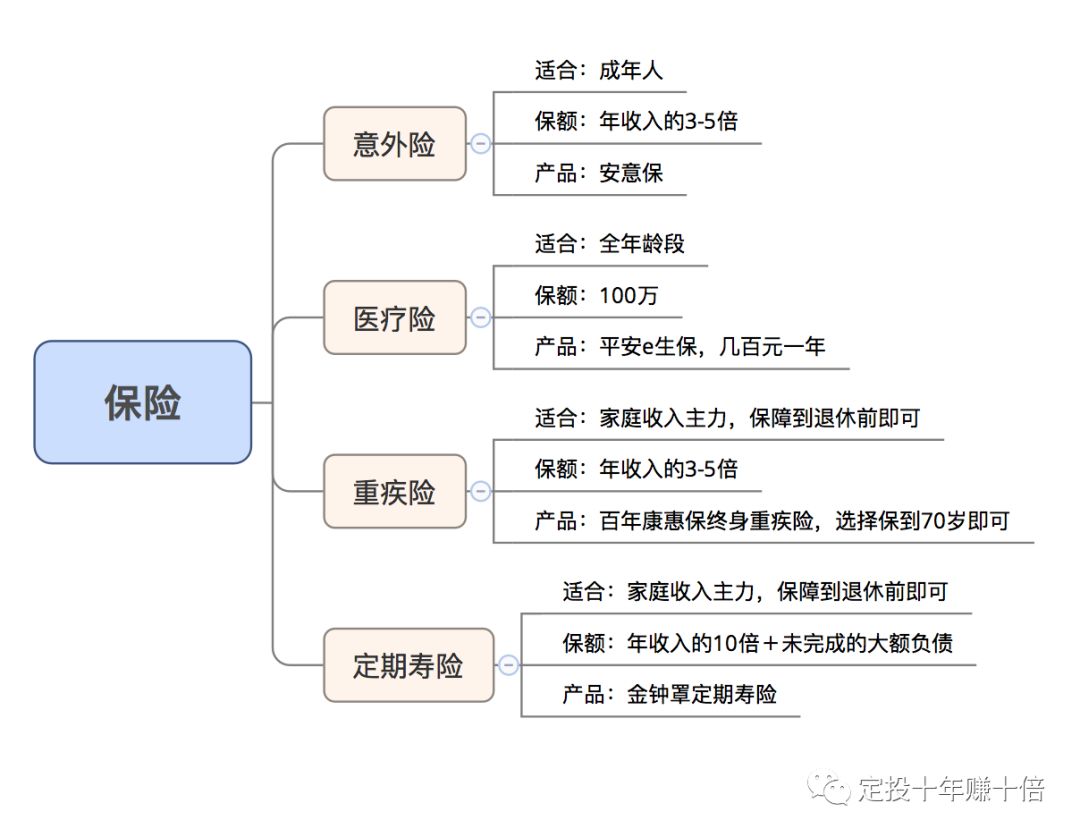 保险
意外险
适合：成年人
保额：年收入的3-5倍
产品：安意保
医疗险
适合：全年龄段
保额：100万
产品：平安e生保，几百元一年
重疾险
适合：家庭收入主力，保障到退休前即可
保额：年收入的3-5倍
产品：百年康惠保终身重疾险，选择保到70岁即可
定期寿险
适合：家庭收入主力，保障到退休前即可
保额：年收入的10倍＋未完成的大额负债
产品：金钟罩定期寿险
定投十年赚十倍